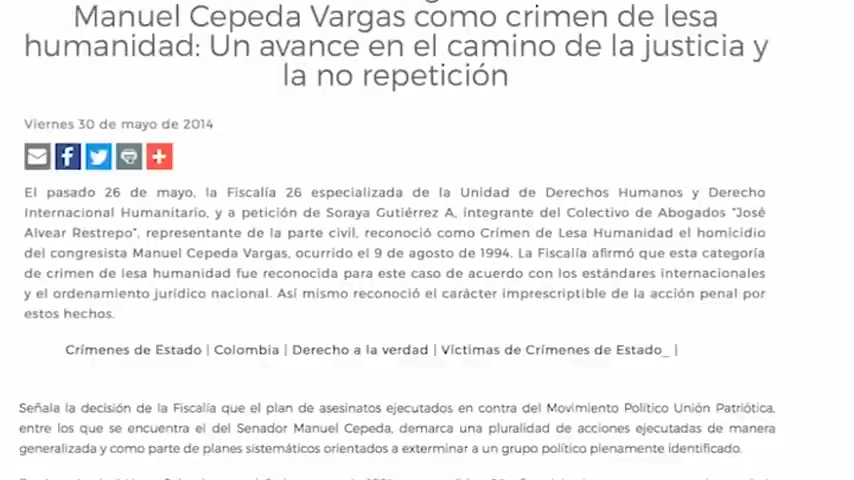 Manuel Cepeda Vargas como crimen de lesa
humanidad: Un avance en el camino de la justicia y
la no repetición
Viernes 30 de mayo de 2014
El pasado 26 de mayo, la Fiscalía 26 especializada de la Unidad de Derechos Humanos y Derecho
Internacional Humanitario, y a petición de Soraya Gutiérrez A, integrante del Colectivo de Abogados "José
Alvear Restrepo", representante de la parte civil, reconoció como Crímen de Lesa Humanidad el homicidio
del congresista Manuel Cepeda Vargas, ocurrido el 9 de agosto de 1994. La Fiscalía afirmó que esta categoría
de crimen de lesa humanidad fue reconocida para este caso de acuerdo con los estándares internacionales
y el ordenamiento jurídico nacional. Así mismo reconoció el carácter imprescriptible de la acción penal por
estos hechos.
Crímenes de Estado | Colombia | Derecho a la verdad | Víctimas de Crímenes de Estado_ |
Señala la decisión de la Fiscalía que el plan de asesinatos ejecutados en contra del Movimiento Político Unión Patriótica,
entre los que se encuentra el del Senador Manuel Cepeda, demarca una pluralidad de acciones ejecutadas de manera
generalizada y como parte de planes sistemáticos orientados a exterminar a un grupo político plenamente identificado.